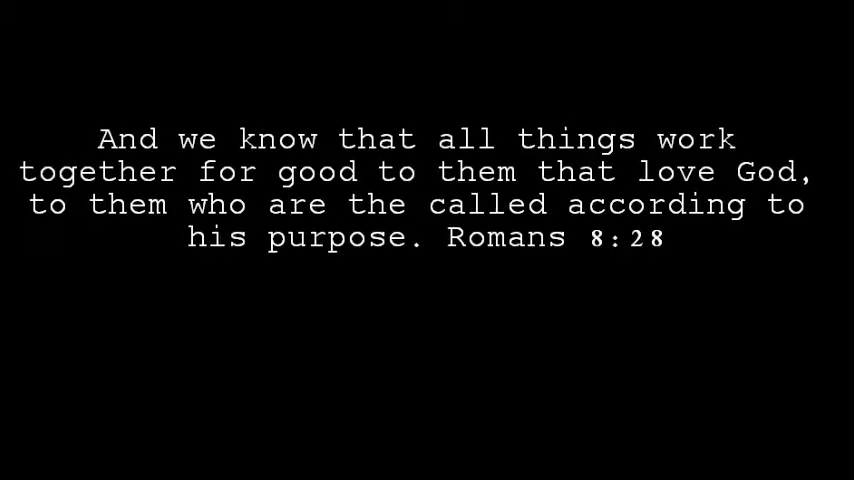 And we know that all things work
together for good to them that love God,
to them who are the called according to
his purpose. Romans 8:28